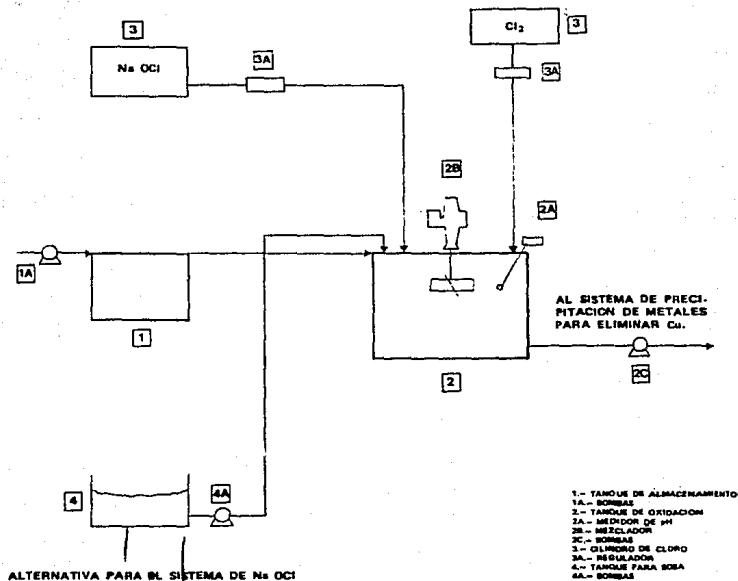 3
Na OCl
3A
Cl2
3
3A
2B
2A
1A
1
2
AL SISTEMA DE PRECI-
PITACION DE METALES
PARA ELIMINAR Cu.
2C
4
4A
ALTERNATIVA PARA EL SISTEMA DE Na OCl
1.- TANQUE DE ALMACENAMIENTO
1A.- BOMBAS
2.- TANQUE DE OXIDACION
2A.- MEDIDOR DE pH
2B.- MEZCLADOR
2C.- BOMBAS
3.- CILINDRO DE CLORO
3A.- REGULADOR
4.- TANQUE PARA SOSA
4A.- BOMBAS